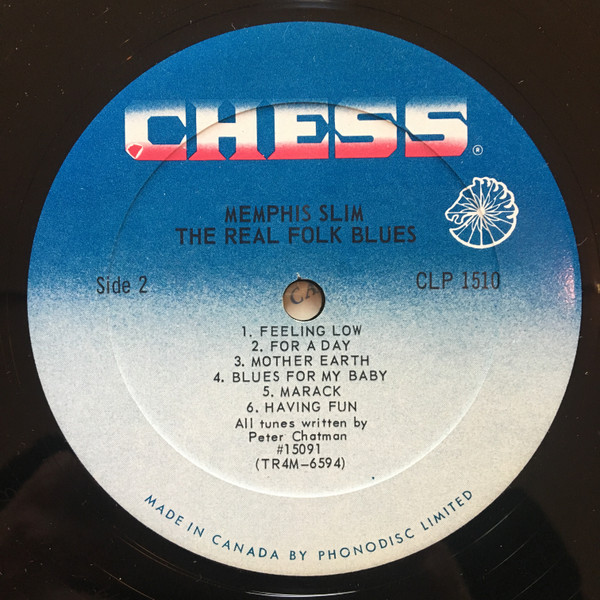 CHESS®
MEMPHIS SLIM
THE REAL FOLK BLUES
Side 2
CLP 1510
1. FEELING LOW
2. FOR A DAY
3. MOTHER EARTH
4. BLUES FOR MY BABY
5. MARACK
6. HAVING FUN
All tunes written by
Peter Chatman
#15091
(TR4M-6594)
MADE IN CANADA BY PHONODISC LIMITED